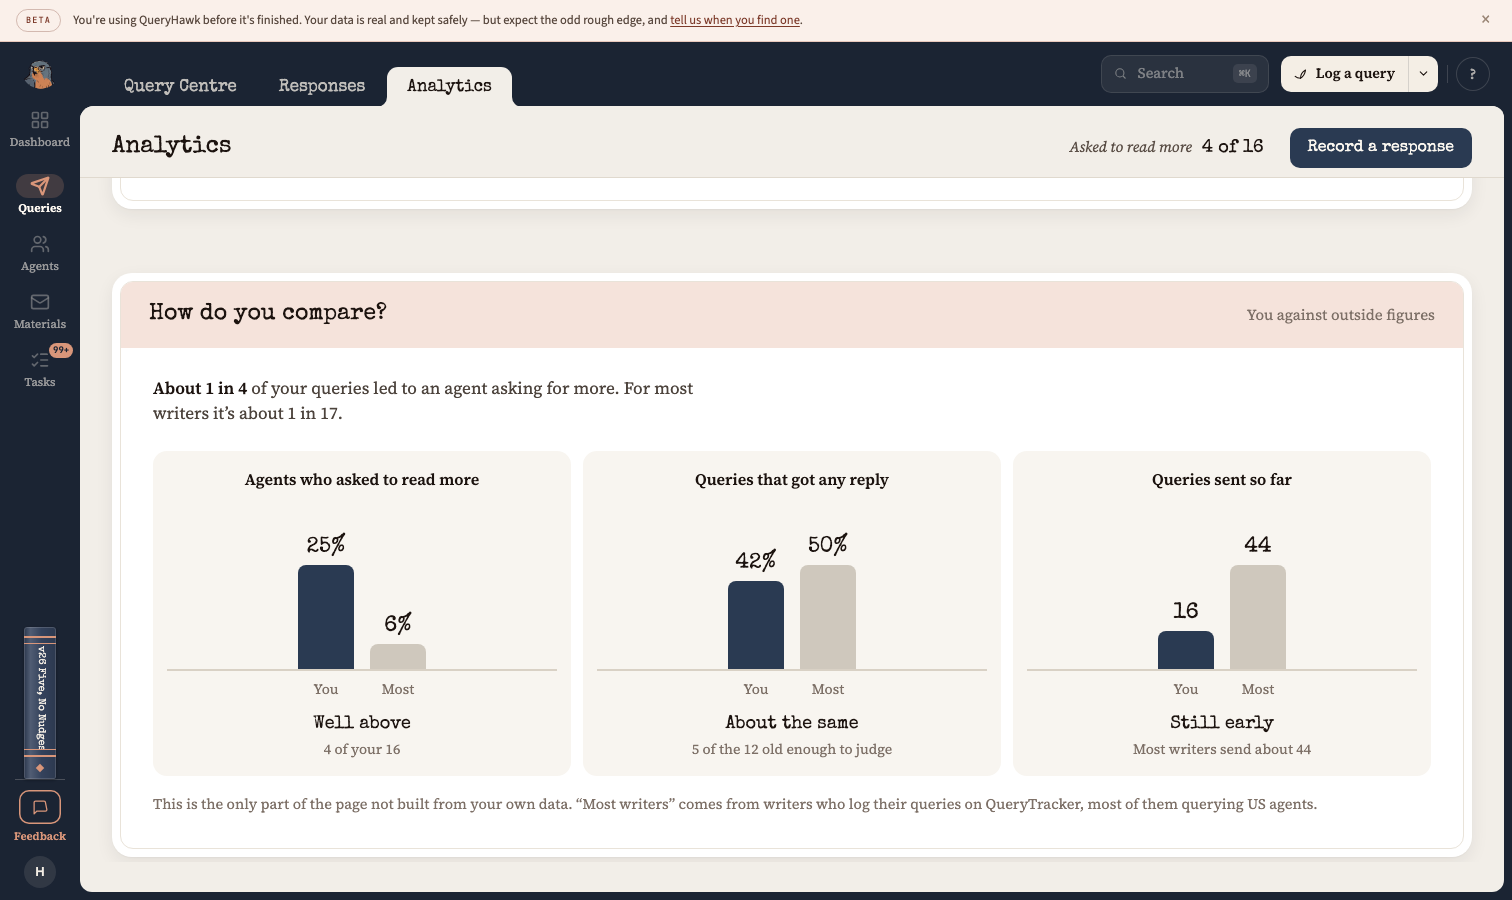 BETA
You're using QueryHawk before it's finished. Your data is real and kept safely — but expect the odd rough edge, and tell us when you find one.
×
Query Centre
Responses
Analytics
Search
⌘K
Log a query
?
Dashboard
Queries
Agents
Materials
99+
Tasks
v26 Five, No Nudges
Feedback
H
Analytics
Asked to read more 4 of 16
Record a response
How do you compare?
You against outside figures
About 1 in 4 of your queries led to an agent asking for more. For most
writers it’s about 1 in 17.
Agents who asked to read more
25%
6%
You
Most
Well above
4 of your 16
Queries that got any reply
42%
50%
You
Most
About the same
5 of the 12 old enough to judge
Queries sent so far
16
44
You
Most
Still early
Most writers send about 44
This is the only part of the page not built from your own data. “Most writers” comes from writers who log their queries on QueryTracker, most of them querying US agents.